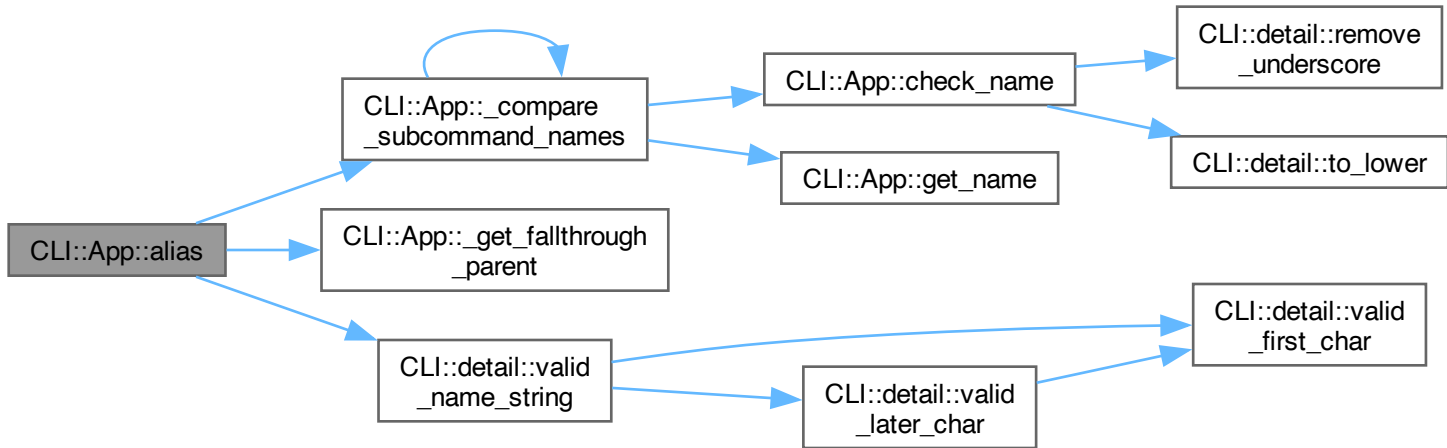 CLI::App::alias
CLI::App::_compare
_subcommand_names
CLI::App::_get_fallthrough
_parent
CLI::detail::valid
_name_string
CLI::App::check_name
CLI::App::get_name
CLI::detail::remove
_underscore
CLI::detail::to_lower
CLI::detail::valid
_later_char
CLI::detail::valid
_first_char